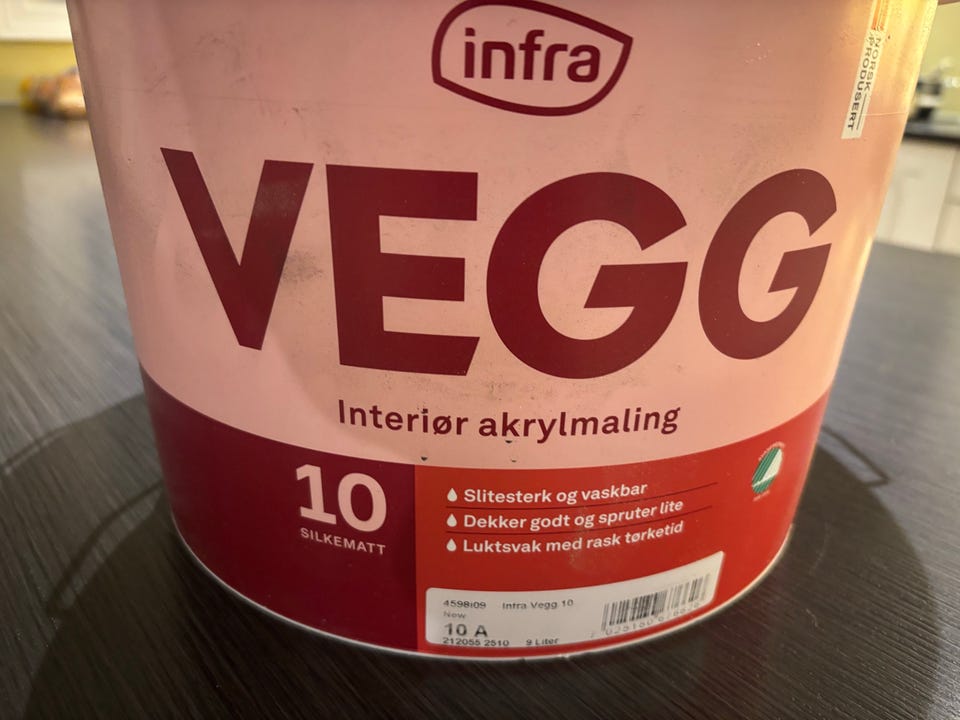 infra
NORSK
PRODUSERT
VEGG
Interiør akrylmaling
10
SILKEMATT
Slitesterk og vaskbar
Dekker godt og spruter lite
Luktsvak med rask tørketid
4598i09 Infra Vegg 10
New
10 A
212055 2510 9 Liter